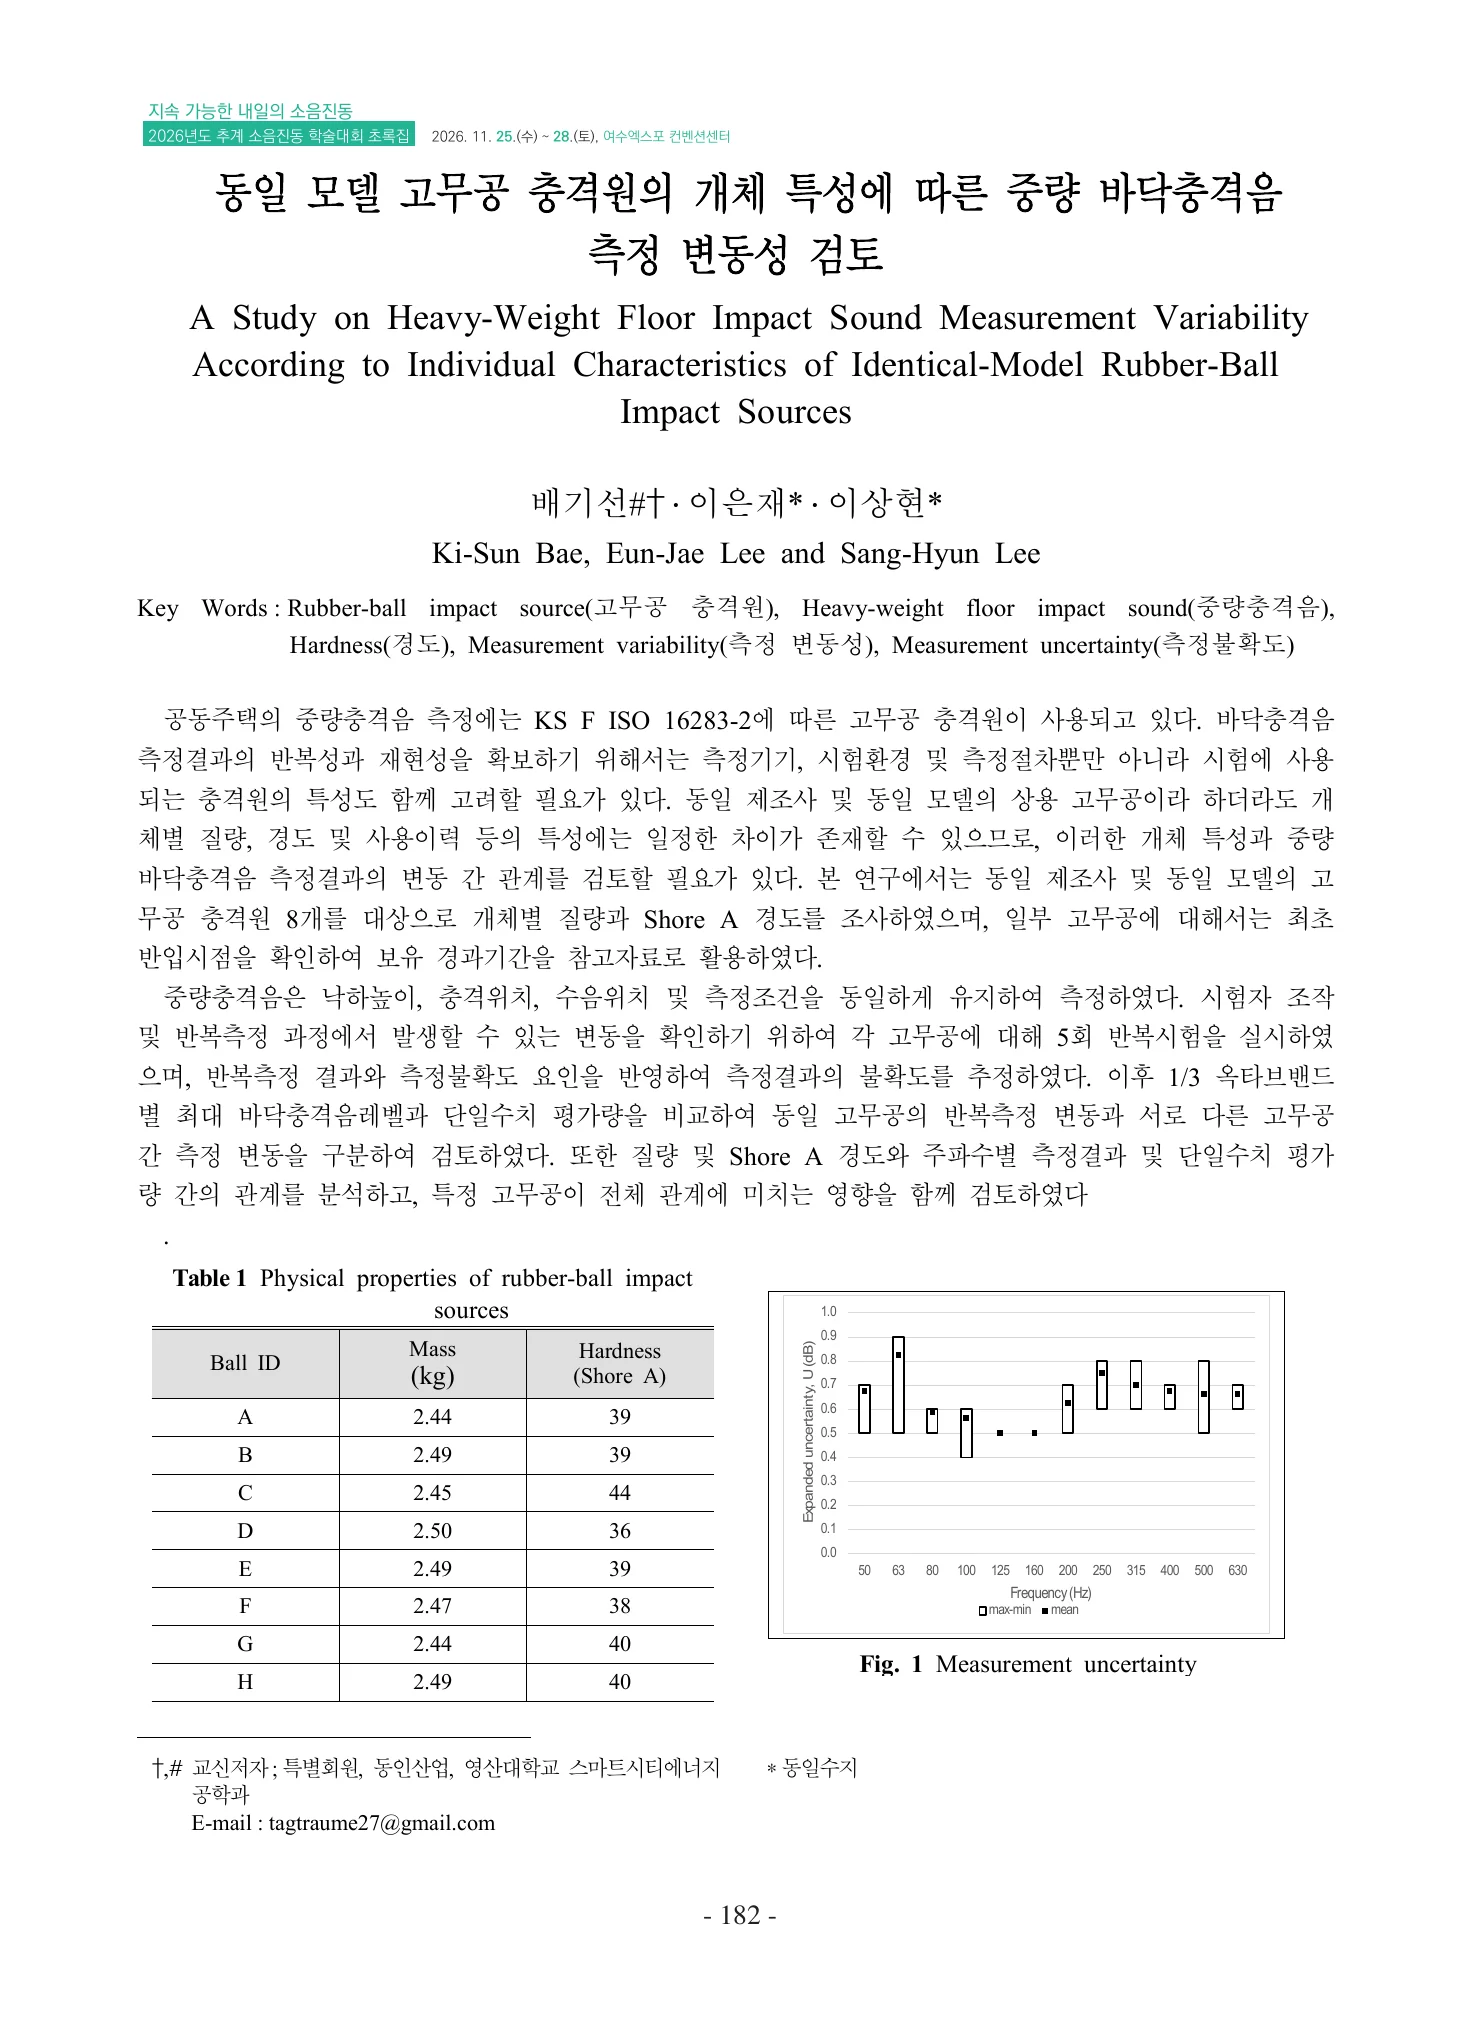 지속 가능한 내일의 소음진동
2026년도 추계 소음진동 학술대회 초록집 2026. 11. 25.(수) ~ 28.(토), 여수엑스포 컨벤션센터
동일 모델 고무공 충격원의 개체 특성에 따른 중량 바닥충격음
측정 변동성 검토
A Study on Heavy-Weight Floor Impact Sound Measurement Variability
According to Individual Characteristics of Identical-Model Rubber-Ball
Impact Sources
배기선#†·이은재*·이상현*
Ki-Sun Bae, Eun-Jae Lee and Sang-Hyun Lee
Key Words : Rubber-ball impact source(고무공 충격원), Heavy-weight floor impact sound(중량충격음),
Hardness(경도), Measurement variability(측정 변동성), Measurement uncertainty(측정불확도)
공동주택의 중량충격음 측정에는 KS F ISO 16283-2에 따른 고무공 충격원이 사용되고 있다. 바닥충격음
측정결과의 반복성과 재현성을 확보하기 위해서는 측정기기, 시험환경 및 측정절차뿐만 아니라 시험에 사용
되는 충격원의 특성도 함께 고려할 필요가 있다. 동일 제조사 및 동일 모델의 상용 고무공이라 하더라도 개
체별 질량, 경도 및 사용이력 등의 특성에는 일정한 차이가 존재할 수 있으므로, 이러한 개체 특성과 중량
바닥충격음 측정결과의 변동 간 관계를 검토할 필요가 있다. 본 연구에서는 동일 제조사 및 동일 모델의 고
무공 충격원 8개를 대상으로 개체별 질량과 Shore A 경도를 조사하였으며, 일부 고무공에 대해서는 최초
반입시점을 확인하여 보유 경과기간을 참고자료로 활용하였다.
중량충격음은 낙하높이, 충격위치, 수음위치 및 측정조건을 동일하게 유지하여 측정하였다. 시험자 조작
및 반복측정 과정에서 발생할 수 있는 변동을 확인하기 위하여 각 고무공에 대해 5회 반복시험을 실시하였
으며, 반복측정 결과와 측정불확도 요인을 반영하여 측정결과의 불확도를 추정하였다. 이후 1/3 옥타브밴드
별 최대 바닥충격음레벨과 단일수치 평가량을 비교하여 동일 고무공의 반복측정 변동과 서로 다른 고무공
간 측정 변동을 구분하여 검토하였다. 또한 질량 및 Shore A 경도와 주파수별 측정결과 및 단일수치 평가
량 간의 관계를 분석하고, 특정 고무공이 전체 관계에 미치는 영향을 함께 검토하였다
.
Table 1 Physical properties of rubber-ball impact
sources
Ball ID Mass (kg) Hardness (Shore A)
A 2.44 39
B 2.49 39
C 2.45 44
D 2.50 36
E 2.49 39
F 2.47 38
G 2.44 40
H 2.49 40
Expanded uncertainty, U (dB)
1.0
0.9
0.8
0.7
0.6
0.5
0.4
0.3
0.2
0.1
0.0
50 63 80 100 125 160 200 250 315 400 500 630
Frequency (Hz)
max-min mean
Fig. 1 Measurement uncertainty
†,# 교신저자; 특별회원, 동인산업, 영산대학교 스마트시티에너지
공학과
E-mail : tagtraume27@gmail.com
* 동일수지
- 182 -